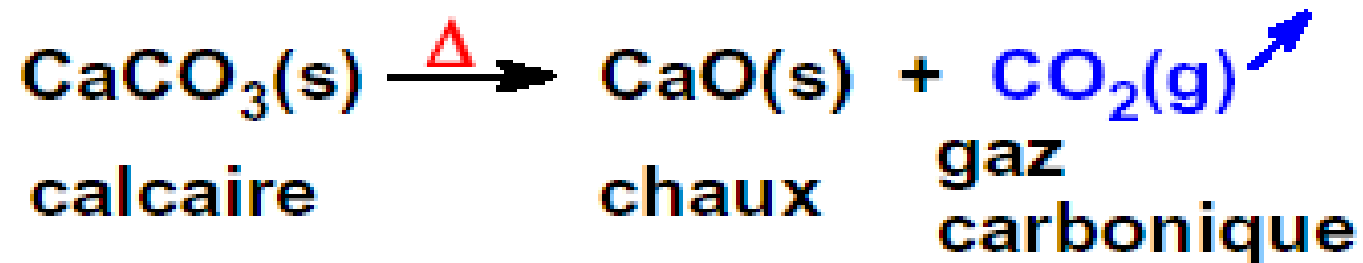 Δ
CaCO₃(s) → CaO(s) + CO₂(g)
calcaire chaux gaz
carbonique